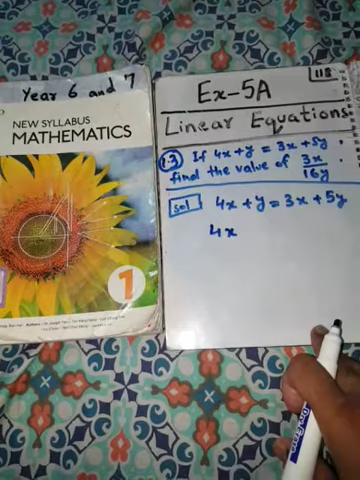 Year 6 and 7
NEW SYLLABUS
MATHEMATICS
1
118
Ex-5A
Linear Equations
If 4x+y = 3x+5y,
find the value of 3x/16y.
Sol 4x+y = 3x+5y
4x